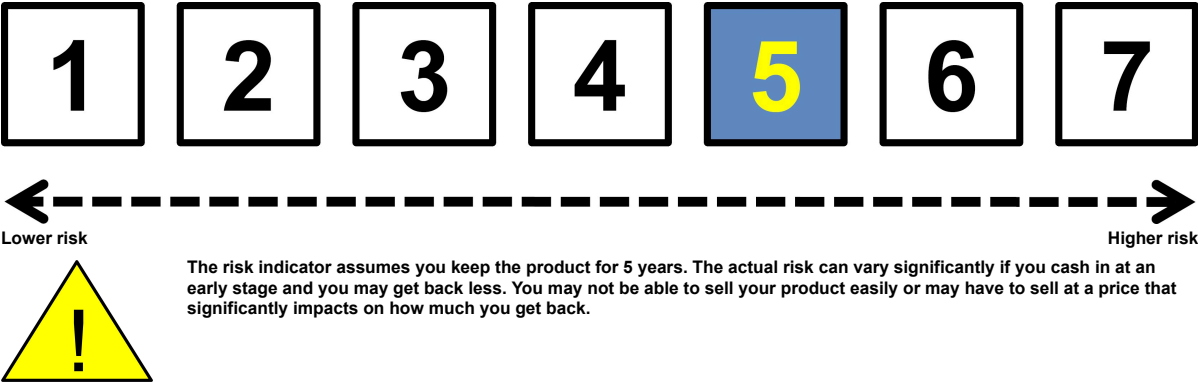 1 2 3 4 5 6 7
Lower risk Higher risk
The risk indicator assumes you keep the product for 5 years. The actual risk can vary significantly if you cash in at an
early stage and you may get back less. You may not be able to sell your product easily or may have to sell at a price that
significantly impacts on how much you get back.
!